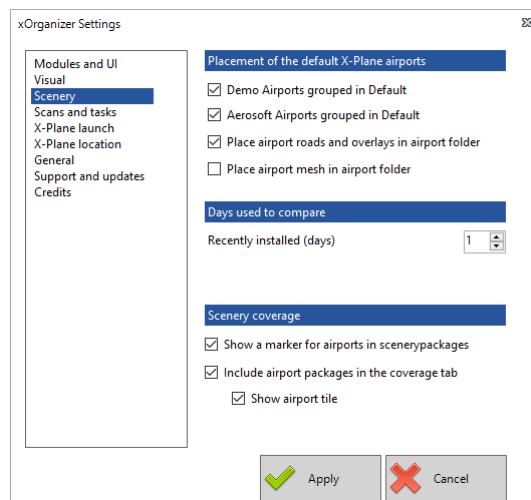 xOrganizer Settings
Modules and UI
Visual
Scenery
Scans and tasks
X-Plane launch
X-Plane location
General
Support and updates
Credits
Placement of the default X-Plane airports
Demo Airports grouped in Default
Aerosoft Airports grouped in Default
Place airport roads and overlays in airport folder
Place airport mesh in airport folder
Days used to compare
Recently installed (days)
1
Scenery coverage
Show a marker for airports in scenerypackages
Include airport packages in the coverage tab
Show airport tile
Apply
Cancel